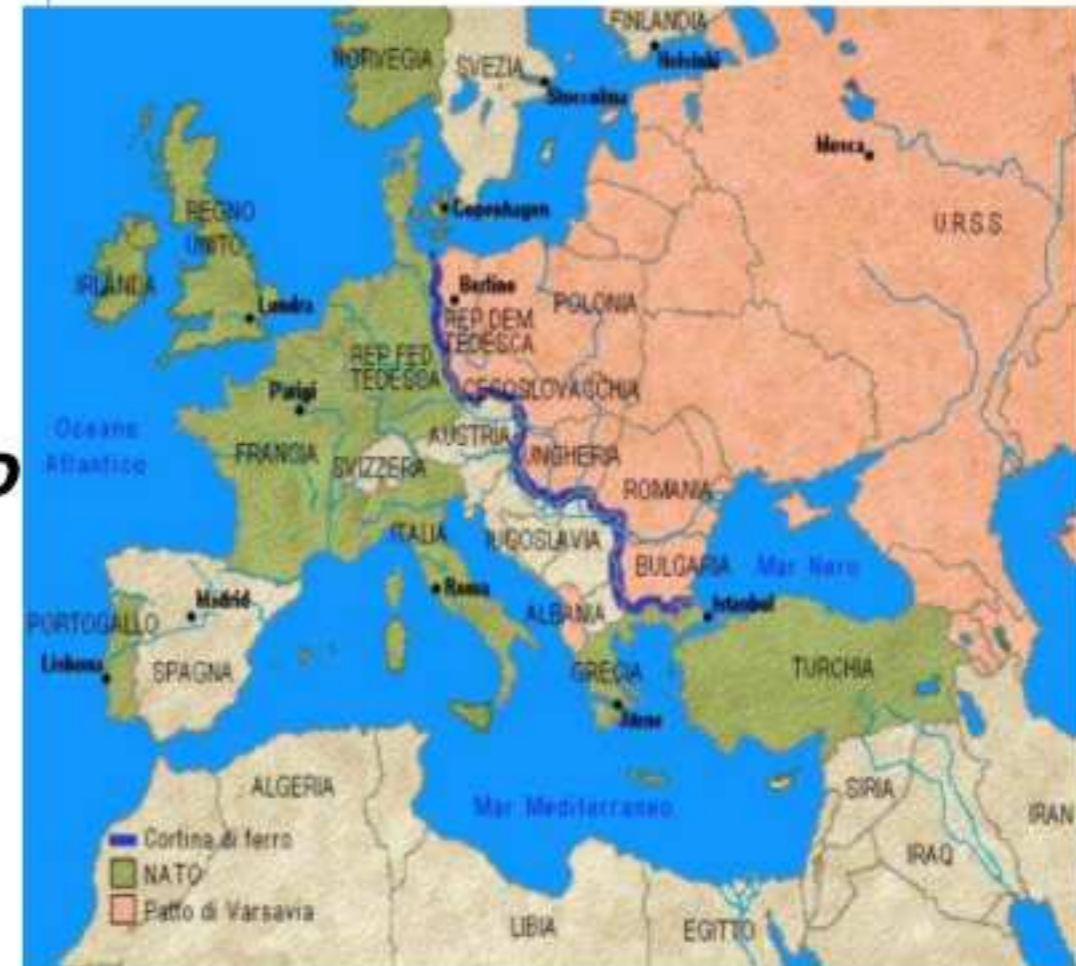 FINLANDIA
NORVEGIA
SVEZIA
Helsinki
Stoccolma
Mosca
REGNO
UNITO
Copenhagen
U.R.S.S.
IRLANDA
Londra
Berlino
REP. DEM.
TEDESCA
POLONIA
REP. FED.
TEDESCA
Parigi
CECOSLOVACCHIA
Oceano
Atlantico
AUSTRIA
FRANCIA
SVIZZERA
UNGHERIA
ROMANIA
ITALIA
IUGOSLAVIA
BULGARIA
Mar Nero
Roma
Madrid
ALBANIA
Istanbul
PORTOGALLO
Lisbona
SPAGNA
GRECIA
TURCHIA
Atene
ALGERIA
SIRIA
Mar Mediterraneo
IRAN
Cortina di ferro
IRAQ
NATO
Patto di Varsavia
LIBIA
EGITTO